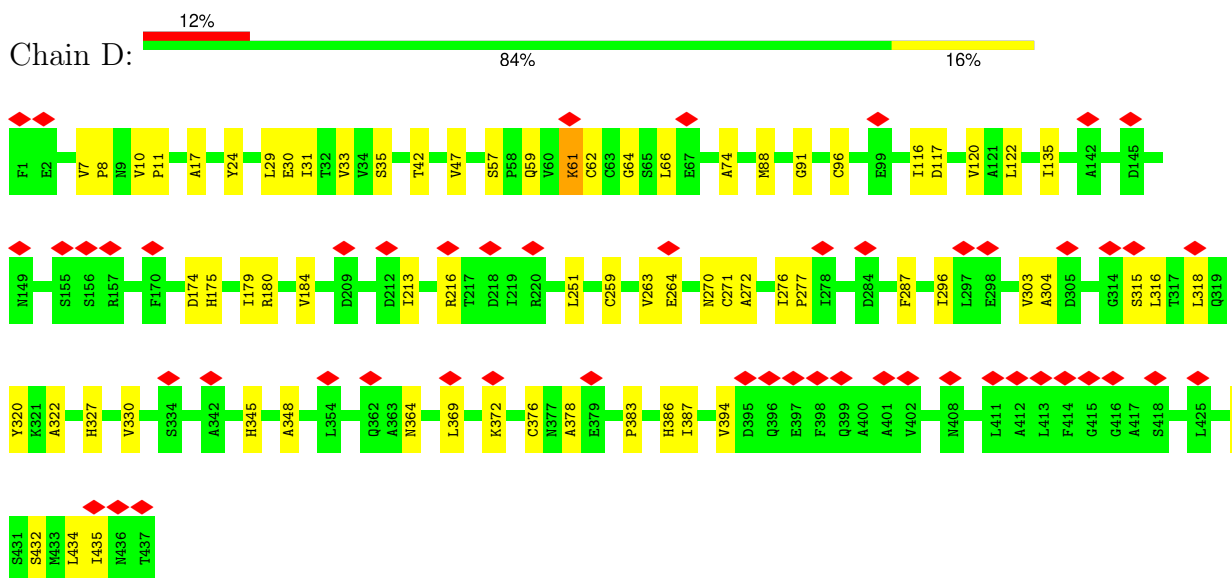 12%
Chain D:
84% 16%
F1 E2 V7 P8 N9 V10 P11 A17 Y24 L29 E30 I31 T32 V33 V34 S35 T42 V47 S57 P58 Q59 V60 K61 C62 C63 G64 S65 L66 E67 A74 M88 G91 C96 E99 I116 D117 V120 A121 L122 I135 A142 D145
N149 S155 S156 R157 F170 D174 H175 I179 R180 V184 D209 D212 I213 R216 T217 D218 I219 R220 L251 C259 V263 E264 N270 C271 A272 I276 P277 I278 D284 F287 I296 L297 E298 V303 A304 D305 G314 S315 L316 T317 L318 Q319
Y320 K321 A322 H327 V330 S334 A342 H345 A348 L354 Q362 A363 N364 L369 K372 C376 N377 A378 E379 P383 H386 I387 V394 D395 Q396 E397 F398 Q399 A400 A401 V402 N408 L411 A412 L413 F414 G415 G416 A417 S418 L425
S431 S432 M433 L434 I435 N436 T437